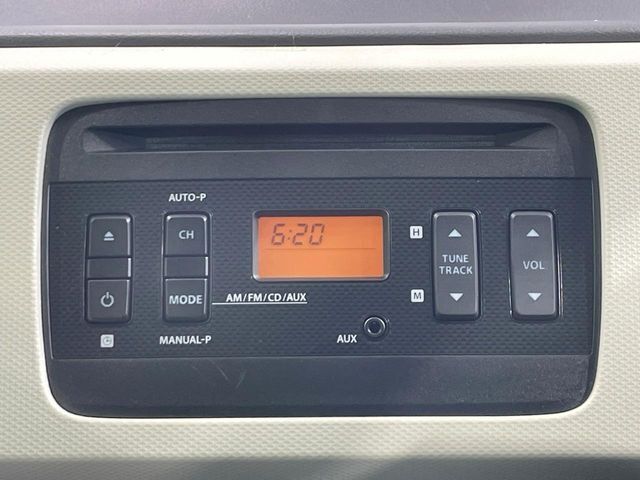 AUTO-P
CH
MODE
MANUAL-P
6:20
AM/FM/CD/AUX
AUX
H
M
TUNE
TRACK
VOL